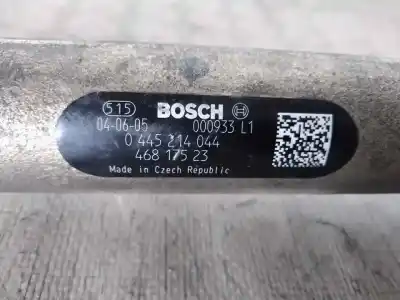 515 BOSCH
04-06-05 000933 L1
0 445 214 044
468 175 23
Made in Czech Republic